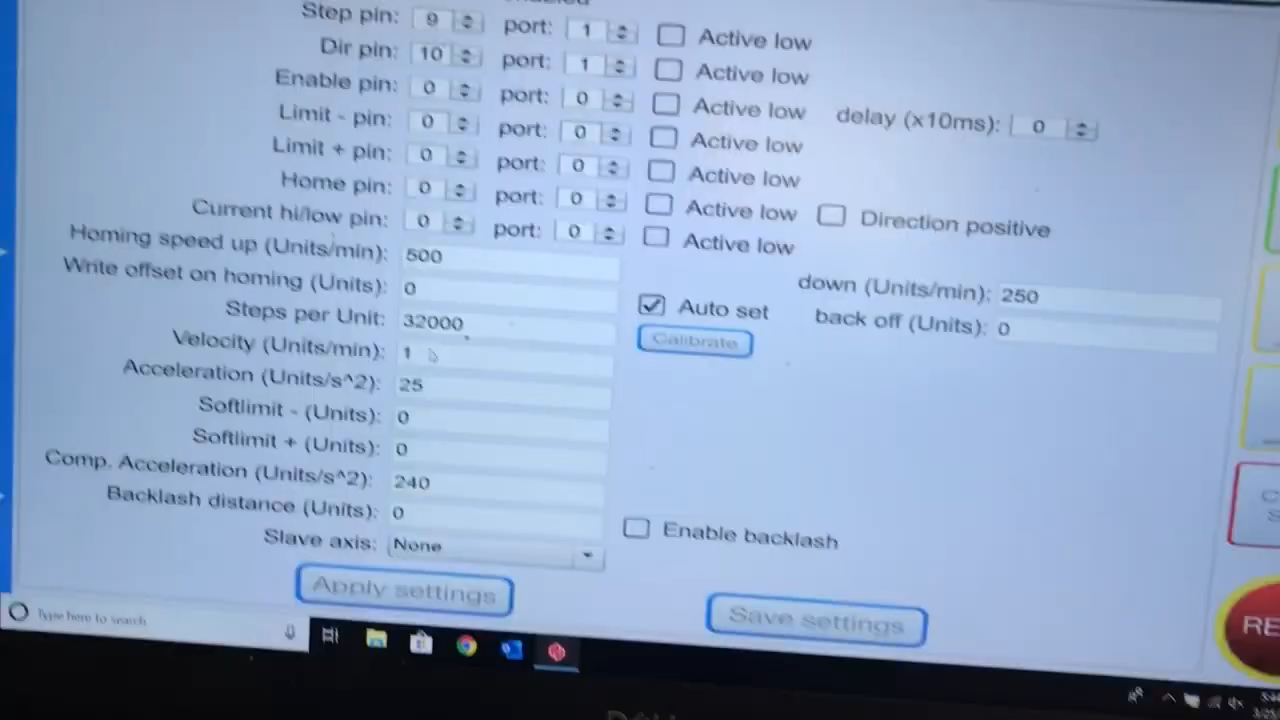 Step pin: 9 port: 1 Active low
Dir pin: 10 port: 1 Active low
Enable pin: 0 port: 0 Active low delay (x10ms): 0
Limit - pin: 0 port: 0 Active low
Limit + pin: 0 port: 0 Active low
Home pin: 0 port: 0 Active low Direction positive
Current hi/low pin: 0 port: 0 Active low
Homing speed up (Units/min): 500 down (Units/min): 250
Write offset on homing (Units): 0 Auto set back off (Units): 0
Steps per Unit: 32000 Calibrate
Velocity (Units/min): 1
Acceleration (Units/s^2): 25
Softlimit - (Units): 0
Softlimit + (Units): 0
Comp. Acceleration (Units/s^2): 240
Backlash distance (Units): 0 Enable backlash
Slave axis: None
Apply settings Save settings
Type here to search